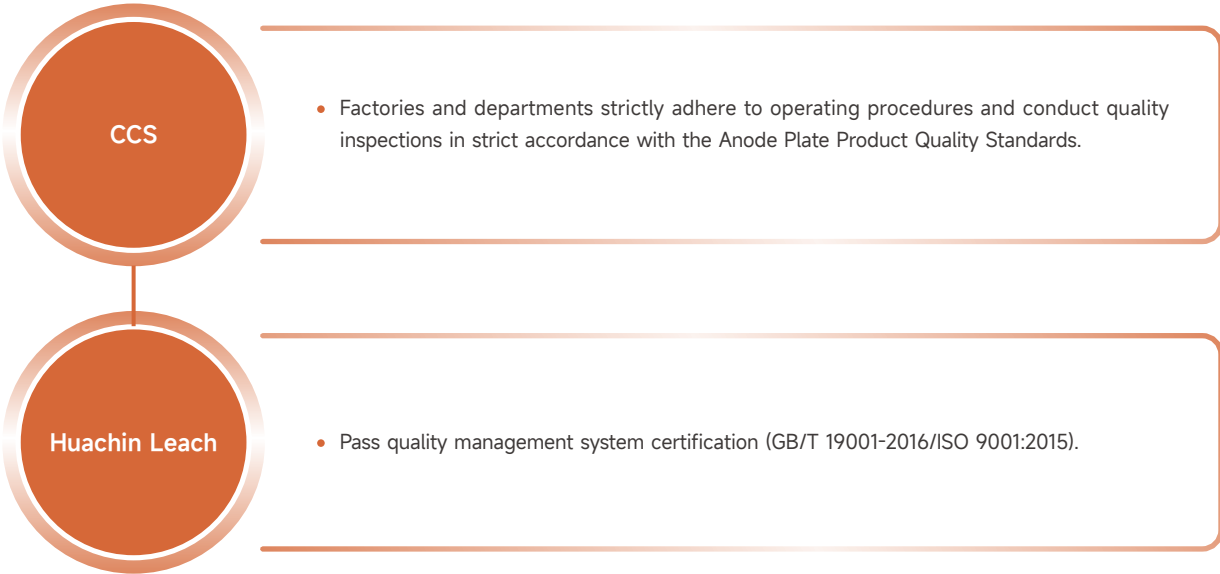 CCS
• Factories and departments strictly adhere to operating procedures and conduct quality
inspections in strict accordance with the Anode Plate Product Quality Standards.
Huachin Leach
• Pass quality management system certification (GB/T 19001-2016/ISO 9001:2015).